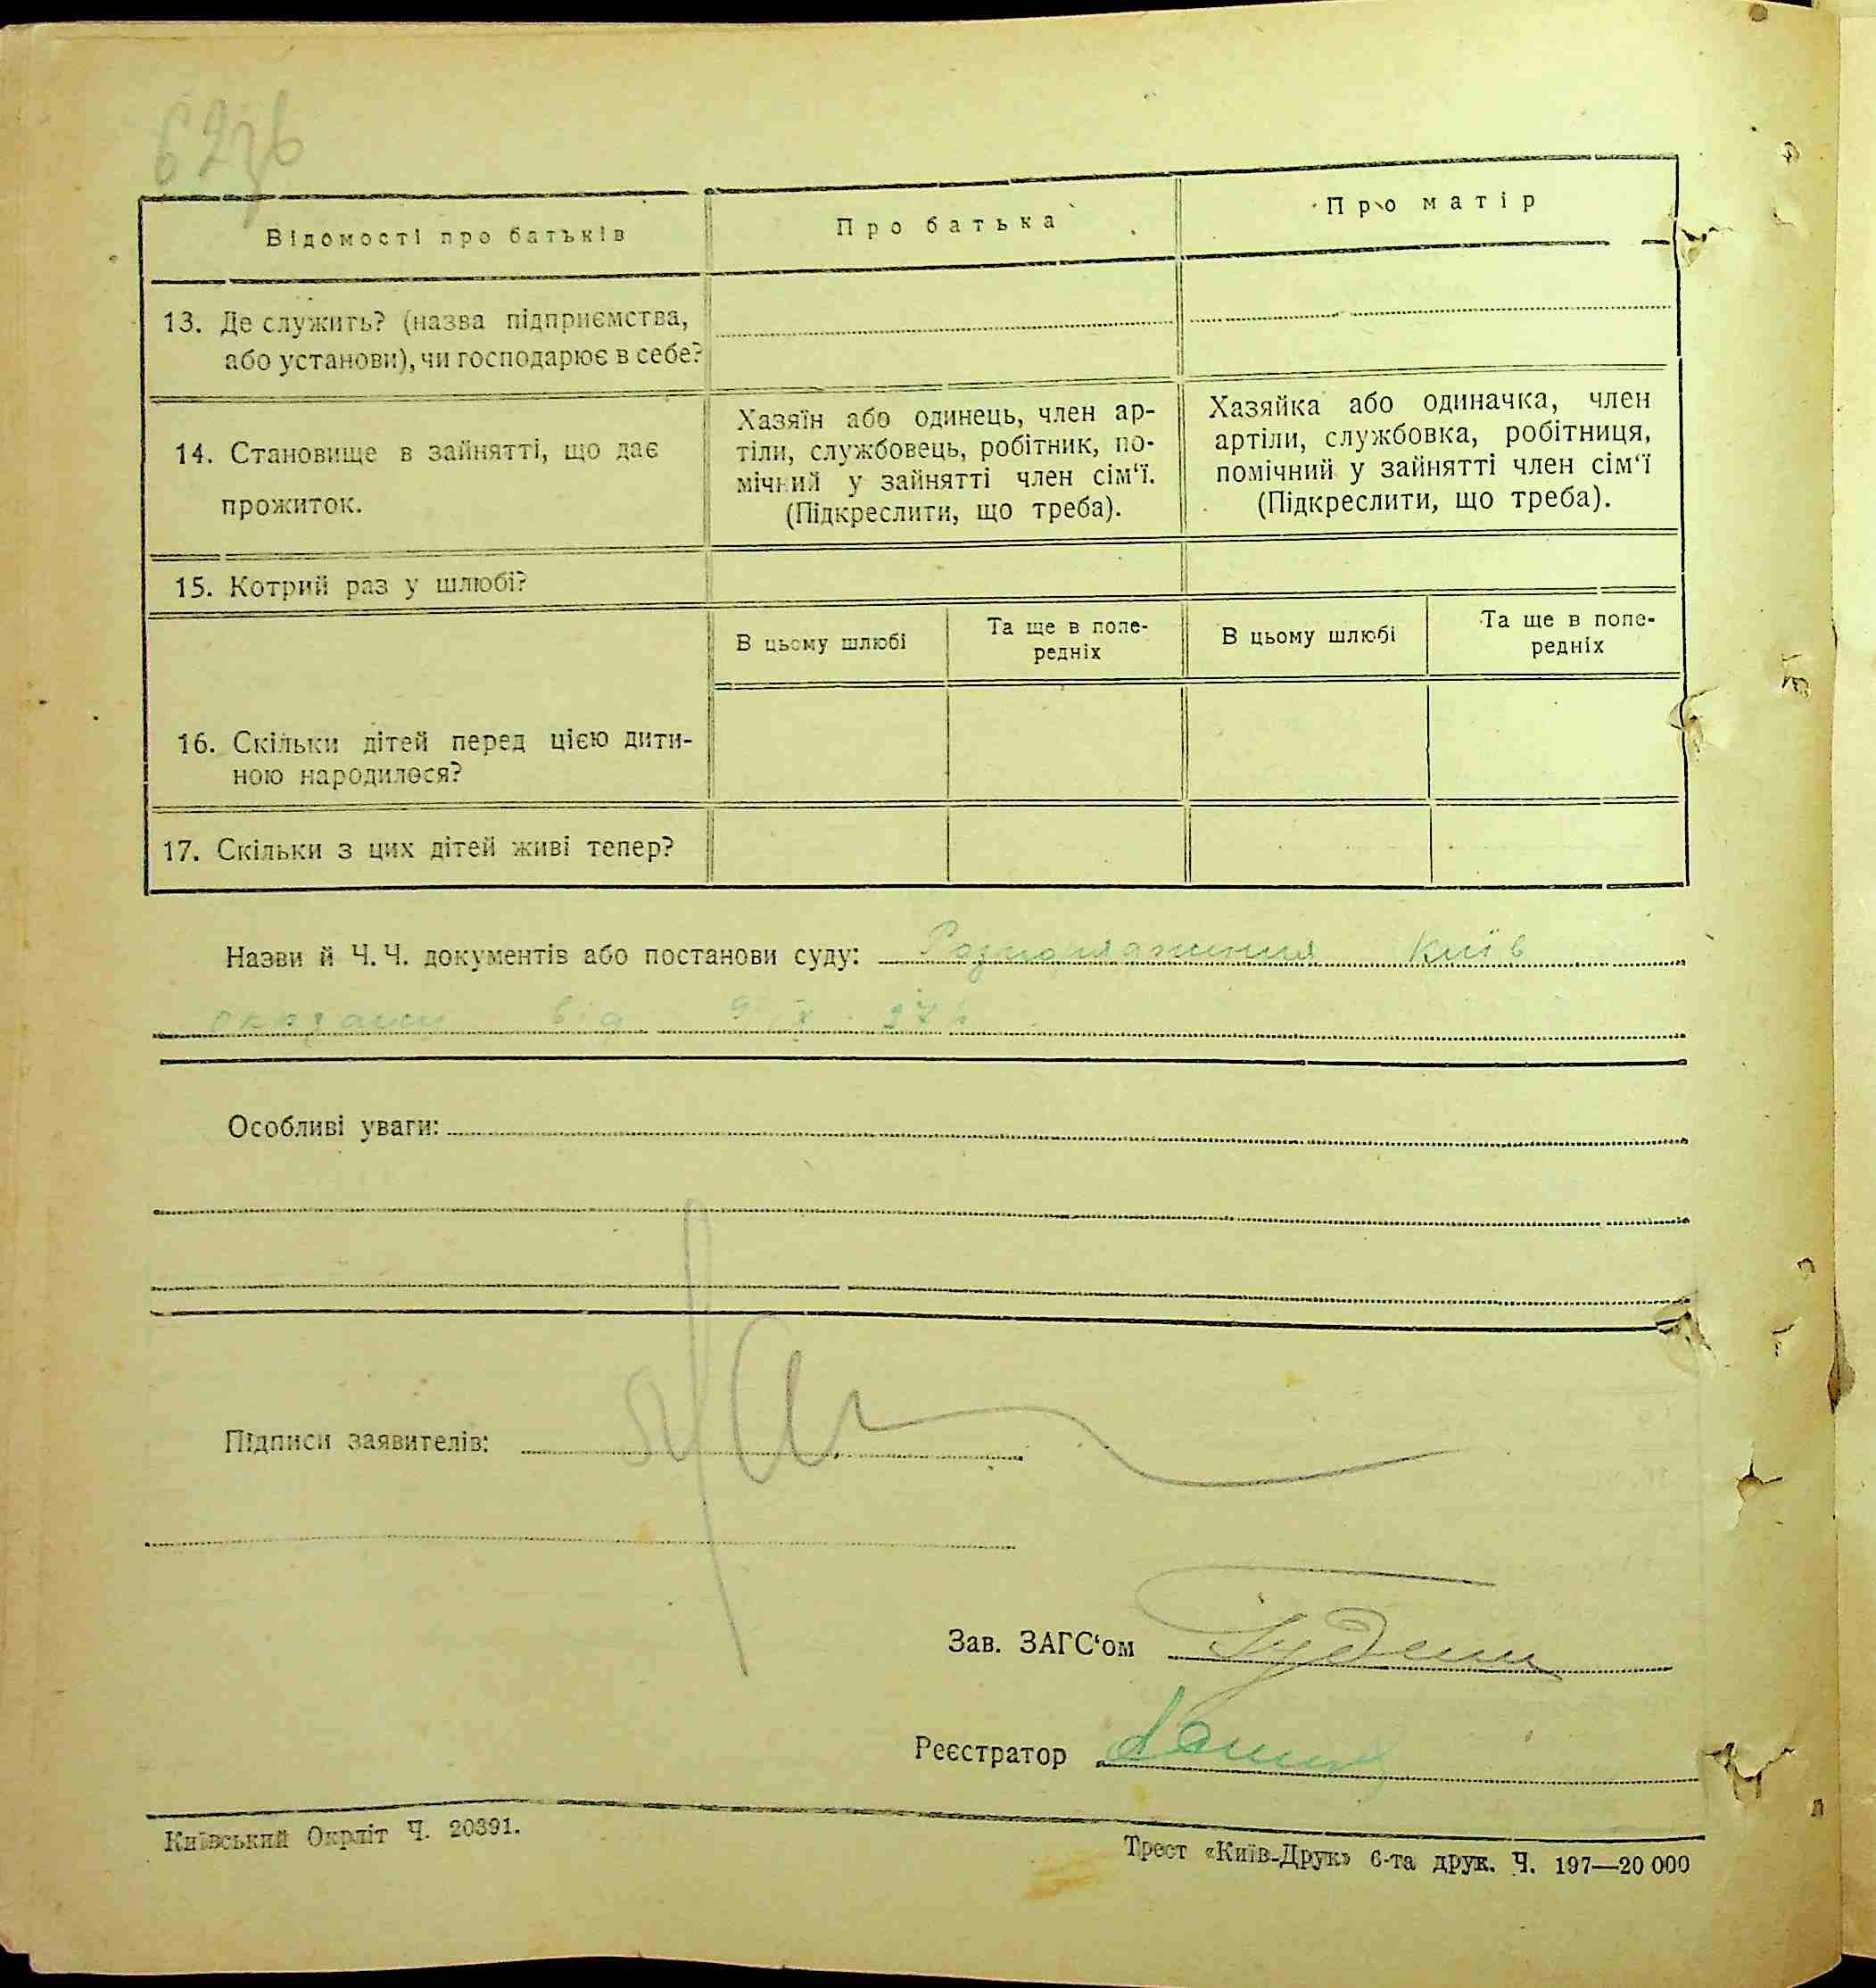 Відомості про батьків
Про батька
Про матір
13. Де служить? (назва підприємства,
або установи), чи господарює в себе?
14. Становище в зайнятті, що дає
прожиток.
Хазяїн або одинець, член ар-
тіли, службовець, робітник, по-
мічний у зайнятті член сім‘ї.
(Підкреслити, що треба).
Хазяйка або одиначка, член
артіли, службовка, робітниця,
помічний у зайнятті член сім‘ї
(Підкреслити, що треба).
15. Котрий раз у шлюбі?
В цьому шлюбі
Та ще в попе-
редніх
В цьому шлюбі
Та ще в попе-
редніх
16. Скільки дітей перед цією дити-
ною народилося?
17. Скільки з цих дітей живі тепер?
Назви й Ч. Ч. документів або постанови суду: Розпорядження Київ
від 9 X 27 р
Особливі уваги:
Підписи заявителів:
Зав. ЗАГС‘ом
Реєстратор
Київський Окрліт Ч. 20391.
Трест «Київ-Друк» 6-та друк. Ч. 197—20 000